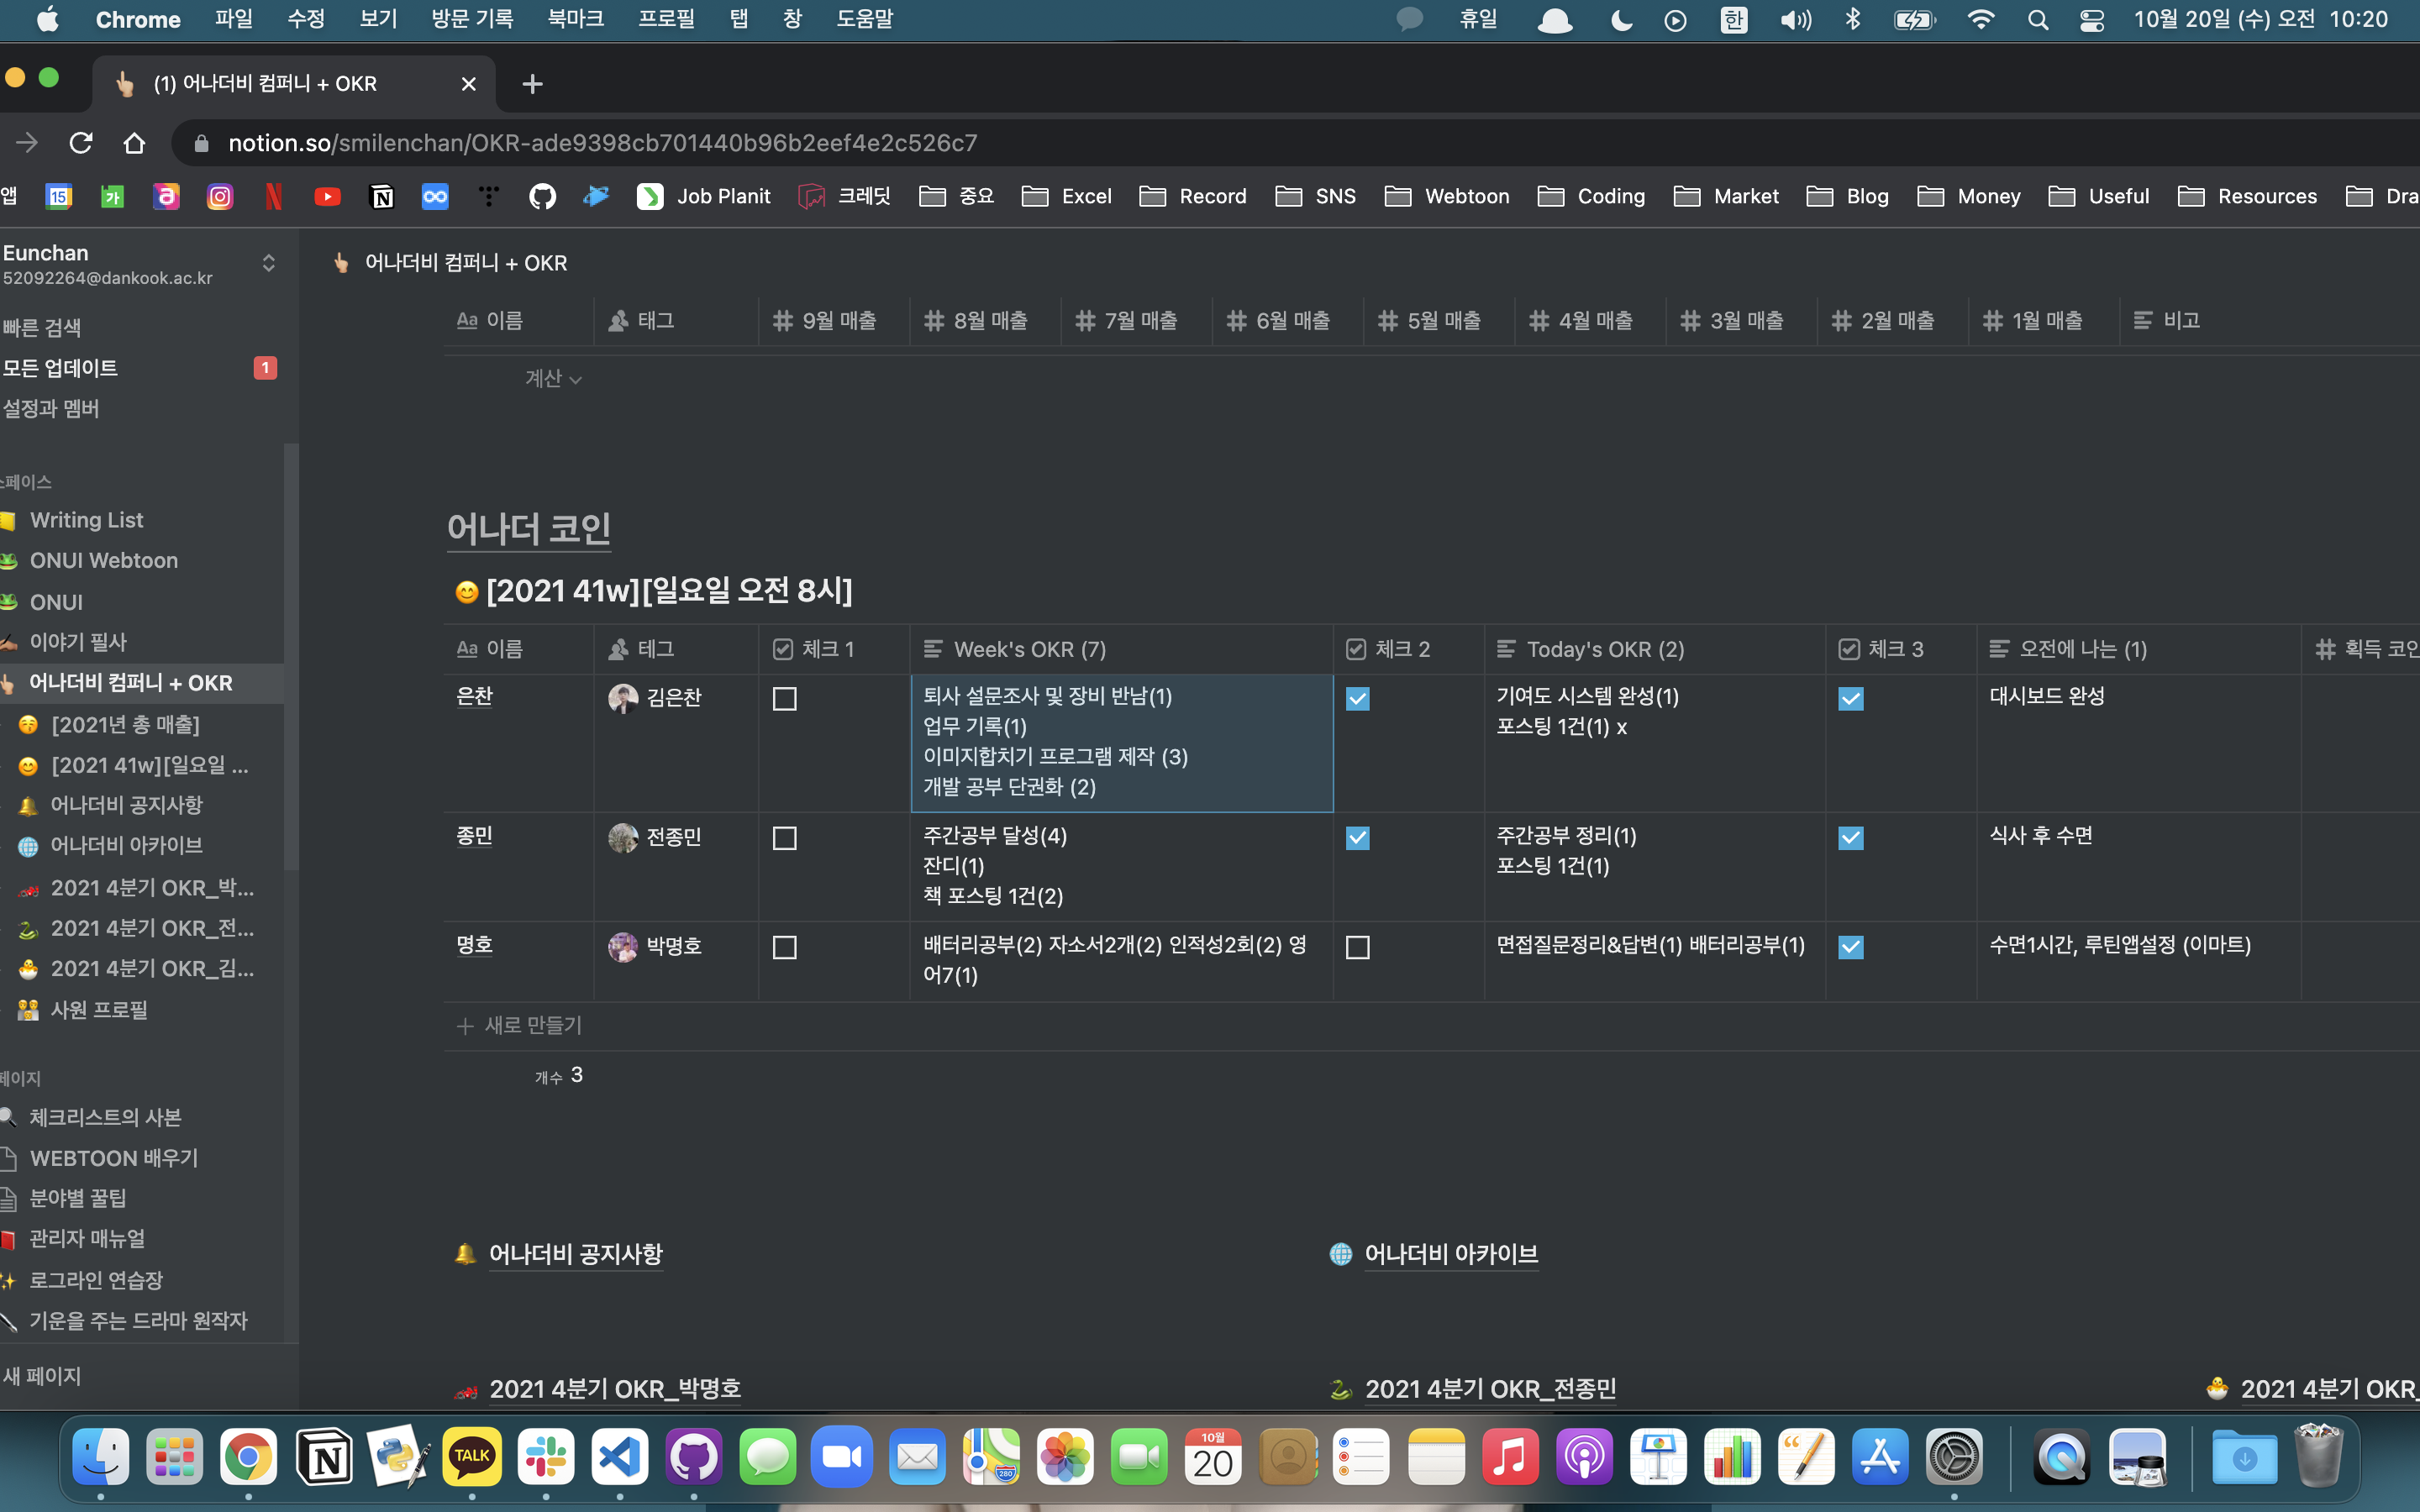 Chrome 파일 수정 보기 방문 기록 북마크 프로필 탭 창 도움말 휴일 한 10월 20일 (수) 오전 10:20
(1) 어나더비 컴퍼니 + OKR
notion.so/smilenchan/OKR-ade9398cb701440b96b2eef4e2c526c7
앱 15 가 a N N Job Planit 크레딧 중요 Excel Record SNS Webtoon Coding Market Blog Money Useful Resources Dra
Eunchan
52092264@dankook.ac.kr
빠른 검색
모든 업데이트 1
설정과 멤버
스페이스
Writing List
ONUI Webtoon
ONUI
이야기 필사
어나더비 컴퍼니 + OKR
[2021년 총 매출]
[2021 41w][일요일 ...
어나더비 공지사항
어나더비 아카이브
2021 4분기 OKR_박...
2021 4분기 OKR_전...
2021 4분기 OKR_김...
사원 프로필
페이지
체크리스트의 사본
WEBTOON 배우기
분야별 꿀팁
관리자 매뉴얼
로그라인 연습장
기운을 주는 드라마 원작자
새 페이지
어나더비 컴퍼니 + OKR
Aa 이름 태그 # 9월 매출 # 8월 매출 # 7월 매출 # 6월 매출 # 5월 매출 # 4월 매출 # 3월 매출 # 2월 매출 # 1월 매출 비고
계산
어나더 코인
[2021 41w][일요일 오전 8시]
Aa 이름 테그 체크 1 Week's OKR (7) 체크 2 Today's OKR (2) 체크 3 오전에 나는 (1) # 획득 코인
은찬 김은찬 퇴사 설문조사 및 장비 반납(1) 기여도 시스템 완성(1) 대시보드 완성
업무 기록(1) 포스팅 1건(1) x
이미지합치기 프로그램 제작 (3)
개발 공부 단권화 (2)
종민 전종민 주간공부 달성(4) 주간공부 정리(1) 식사 후 수면
잔디(1) 포스팅 1건(1)
책 포스팅 1건(2)
명호 박명호 배터리공부(2) 자소서2개(2) 인적성2회(2) 영 면접질문정리&답변(1) 배터리공부(1) 수면1시간, 루틴앱설정 (이마트)
어7(1)
+ 새로 만들기
개수 3
어나더비 공지사항 어나더비 아카이브
2021 4분기 OKR_박명호 2021 4분기 OKR_전종민 2021 4분기 OKR_
N TALK 280 10월
20